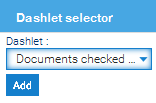 Dashlet selector
Dashlet :
Documents checked ...
Add